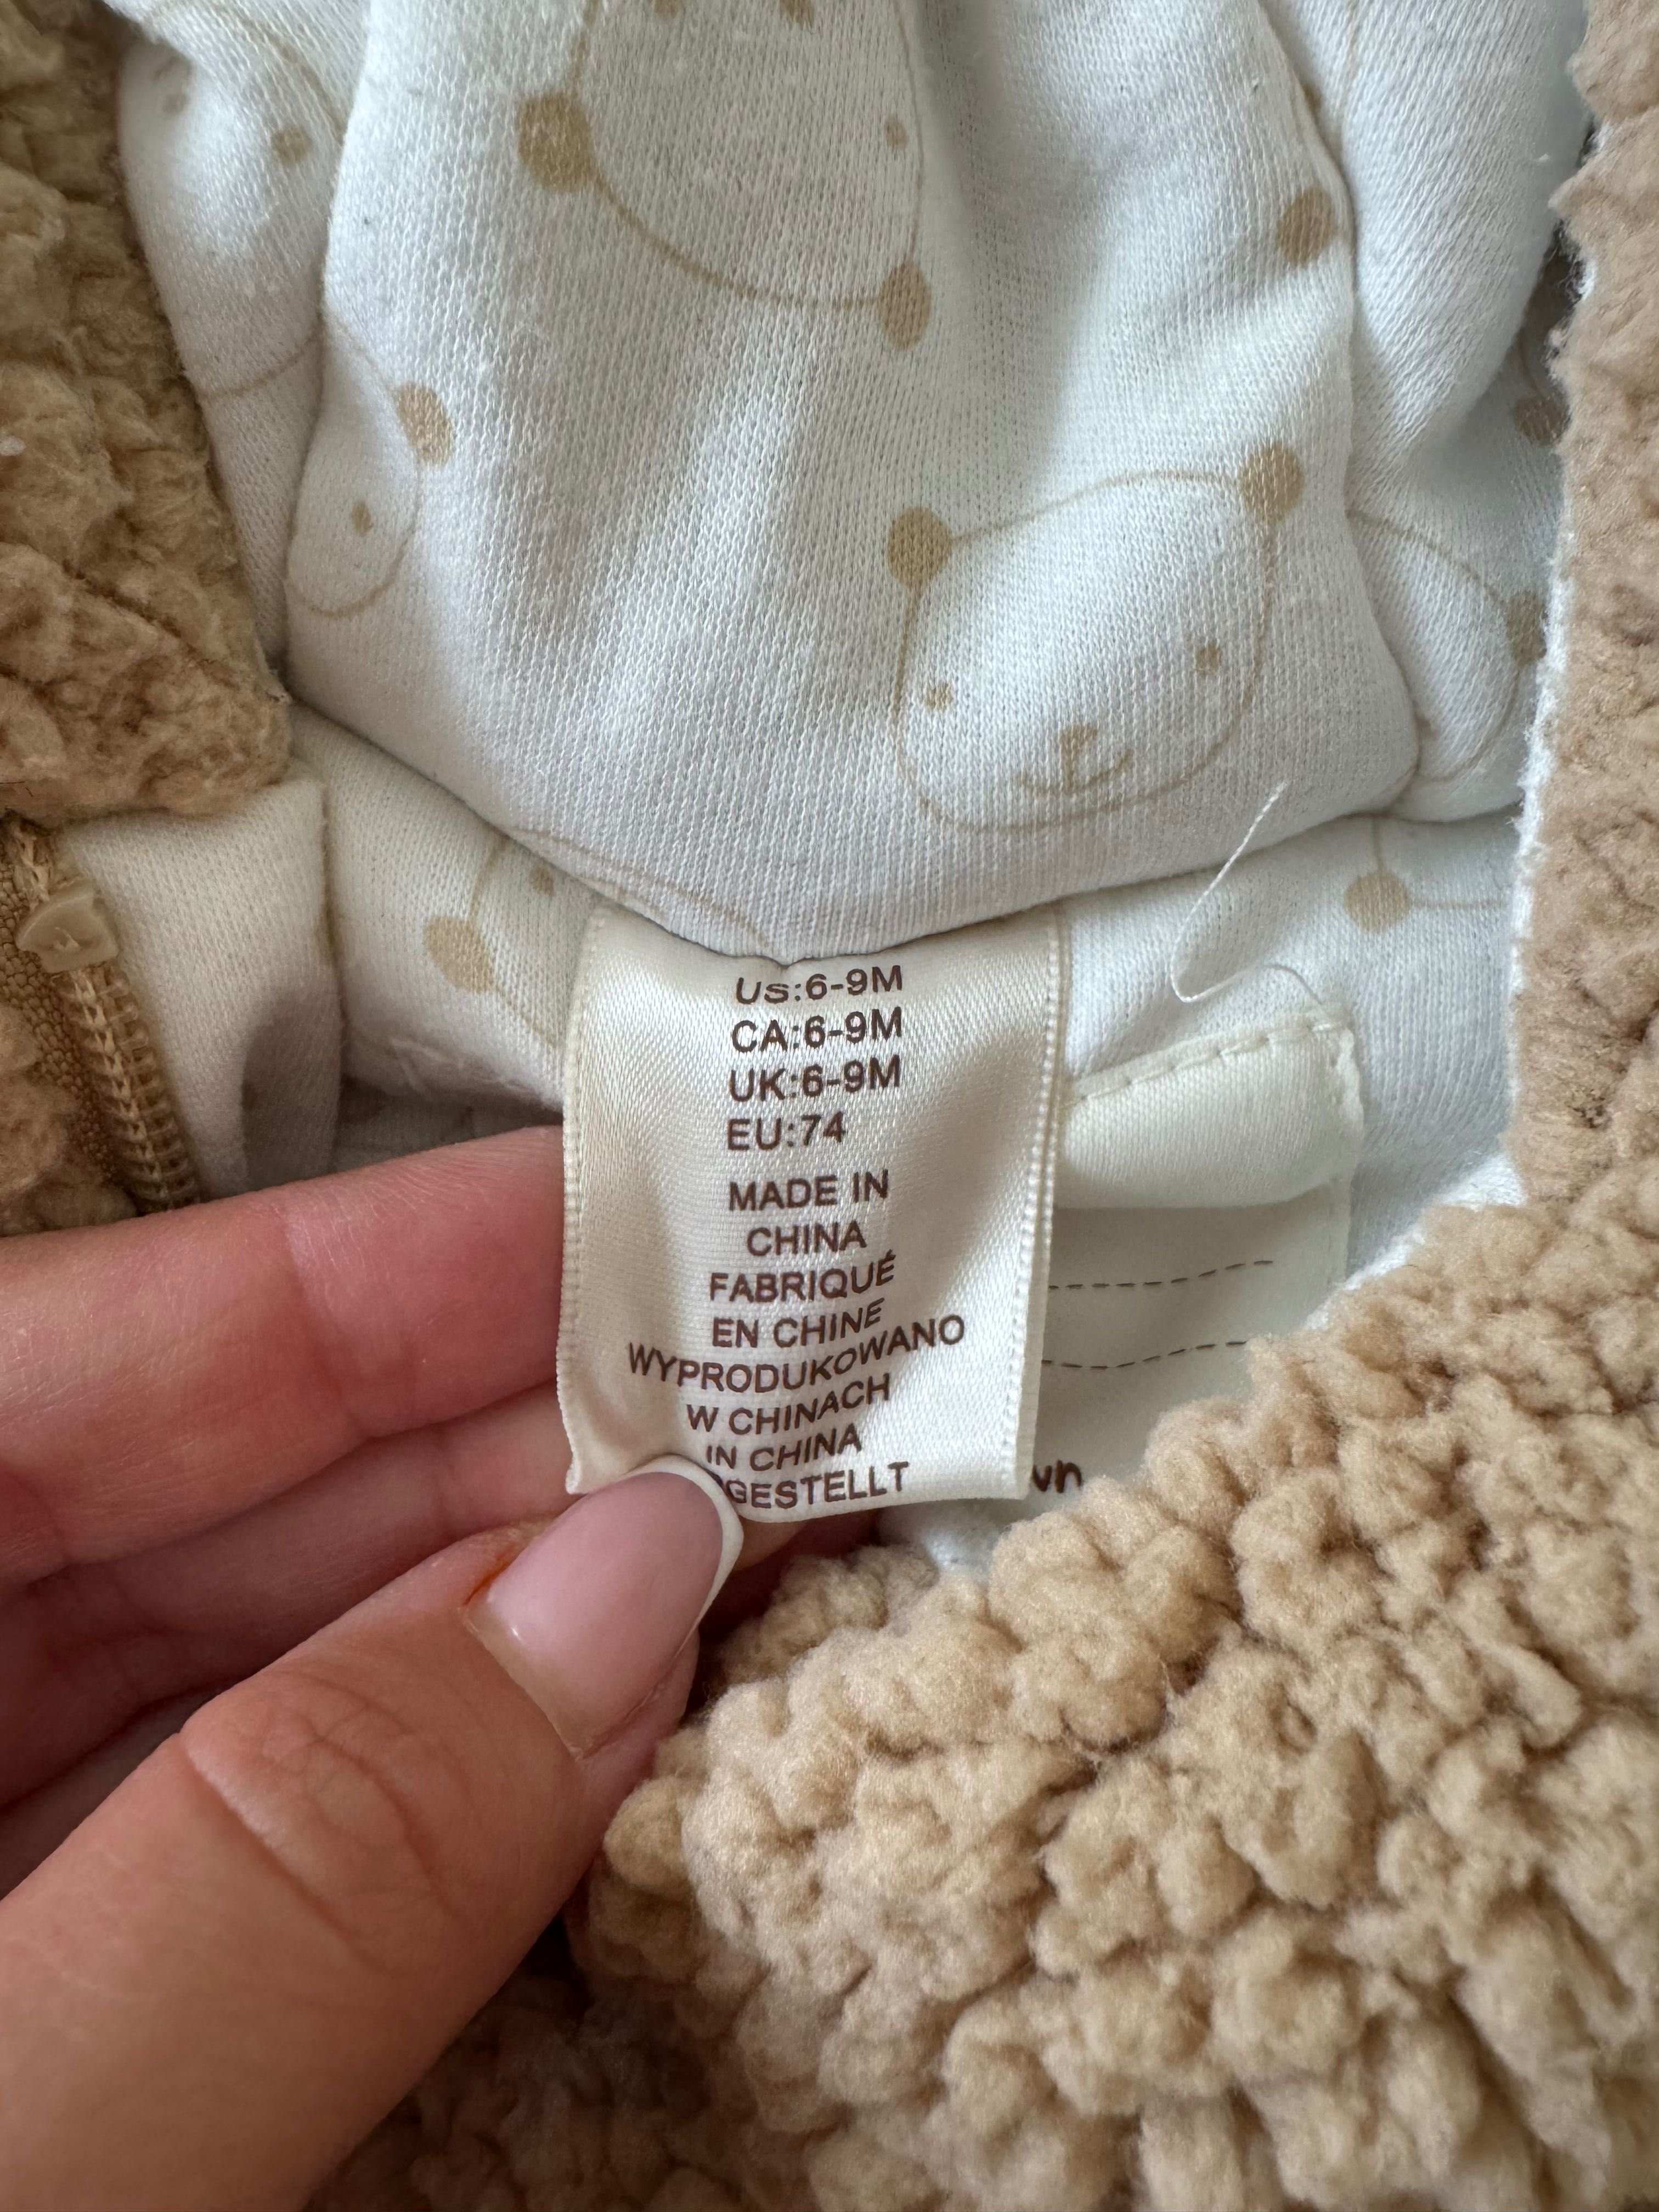 US:6-9M
CA:6-9M
UK:6-9M
EU:74
MADE IN
CHINA
FABRIQUÉ
EN CHINE
WYPRODUKOWANO
W CHINACH
IN CHINA